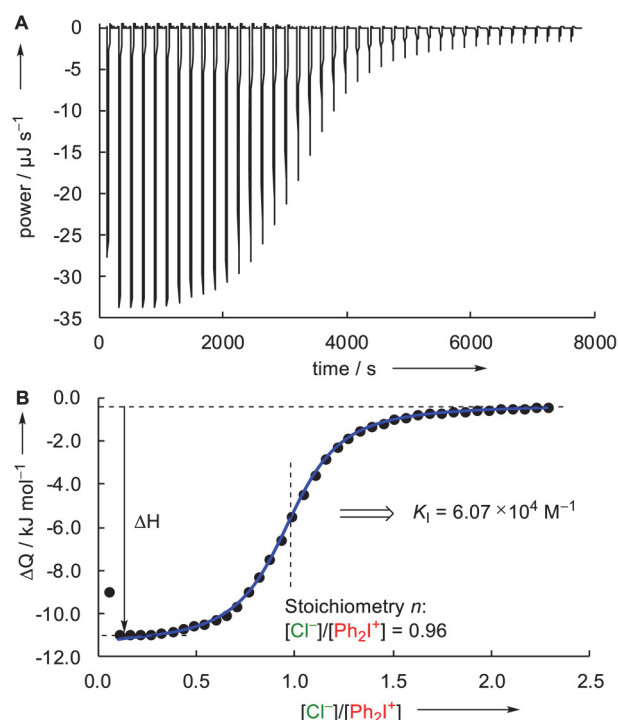 A
0
-5
-10
-15
-20
-25
-30
-35
power / µJ s⁻¹
0
2000
4000
6000
8000
time / s
B
0.0
-2.0
-4.0
-6.0
-8.0
-10.0
-12.0
ΔQ / kJ mol⁻¹
ΔH
K_I = 6.07 ×10⁴ M⁻¹
Stoichiometry n:
[Cl⁻]/[Ph₂I⁺] = 0.96
0.0
0.5
1.0
1.5
2.0
2.5
[Cl⁻]/[Ph₂I⁺]